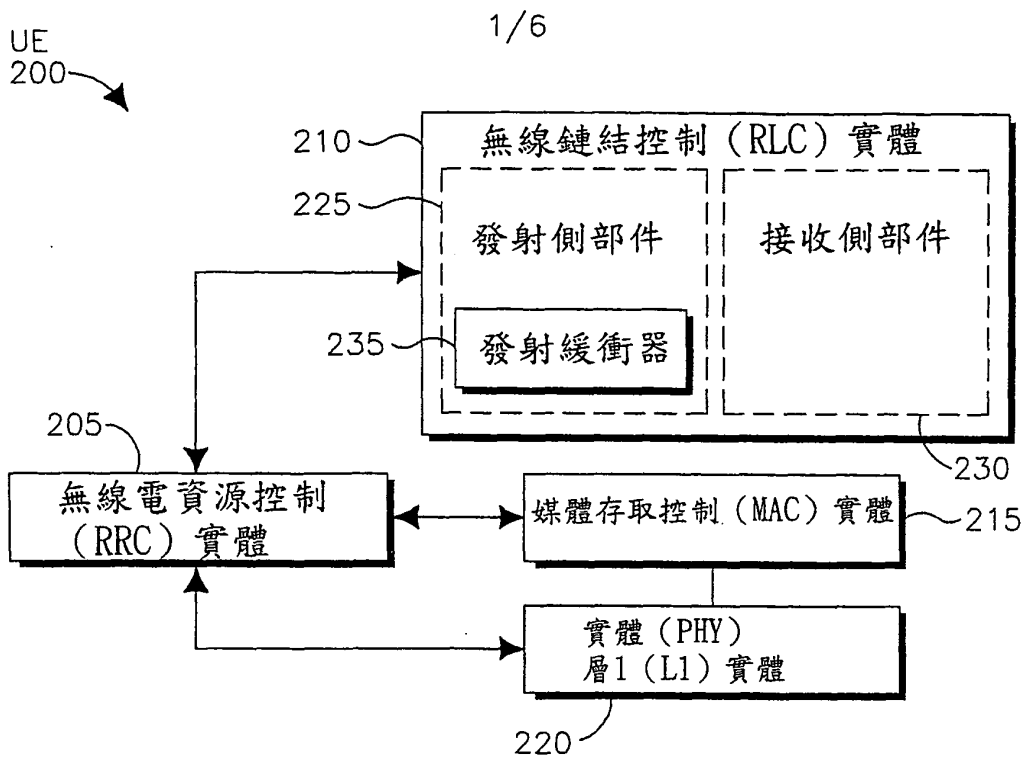 1/6
UE
200
210
無線鏈結控制（RLC）實體
225
發射側部件
接收側部件
235
發射緩衝器
205
230
無線電資源控制
（RRC）實體
媒體存取控制（MAC）實體
215
實體（PHY）
層1（L1）實體
220